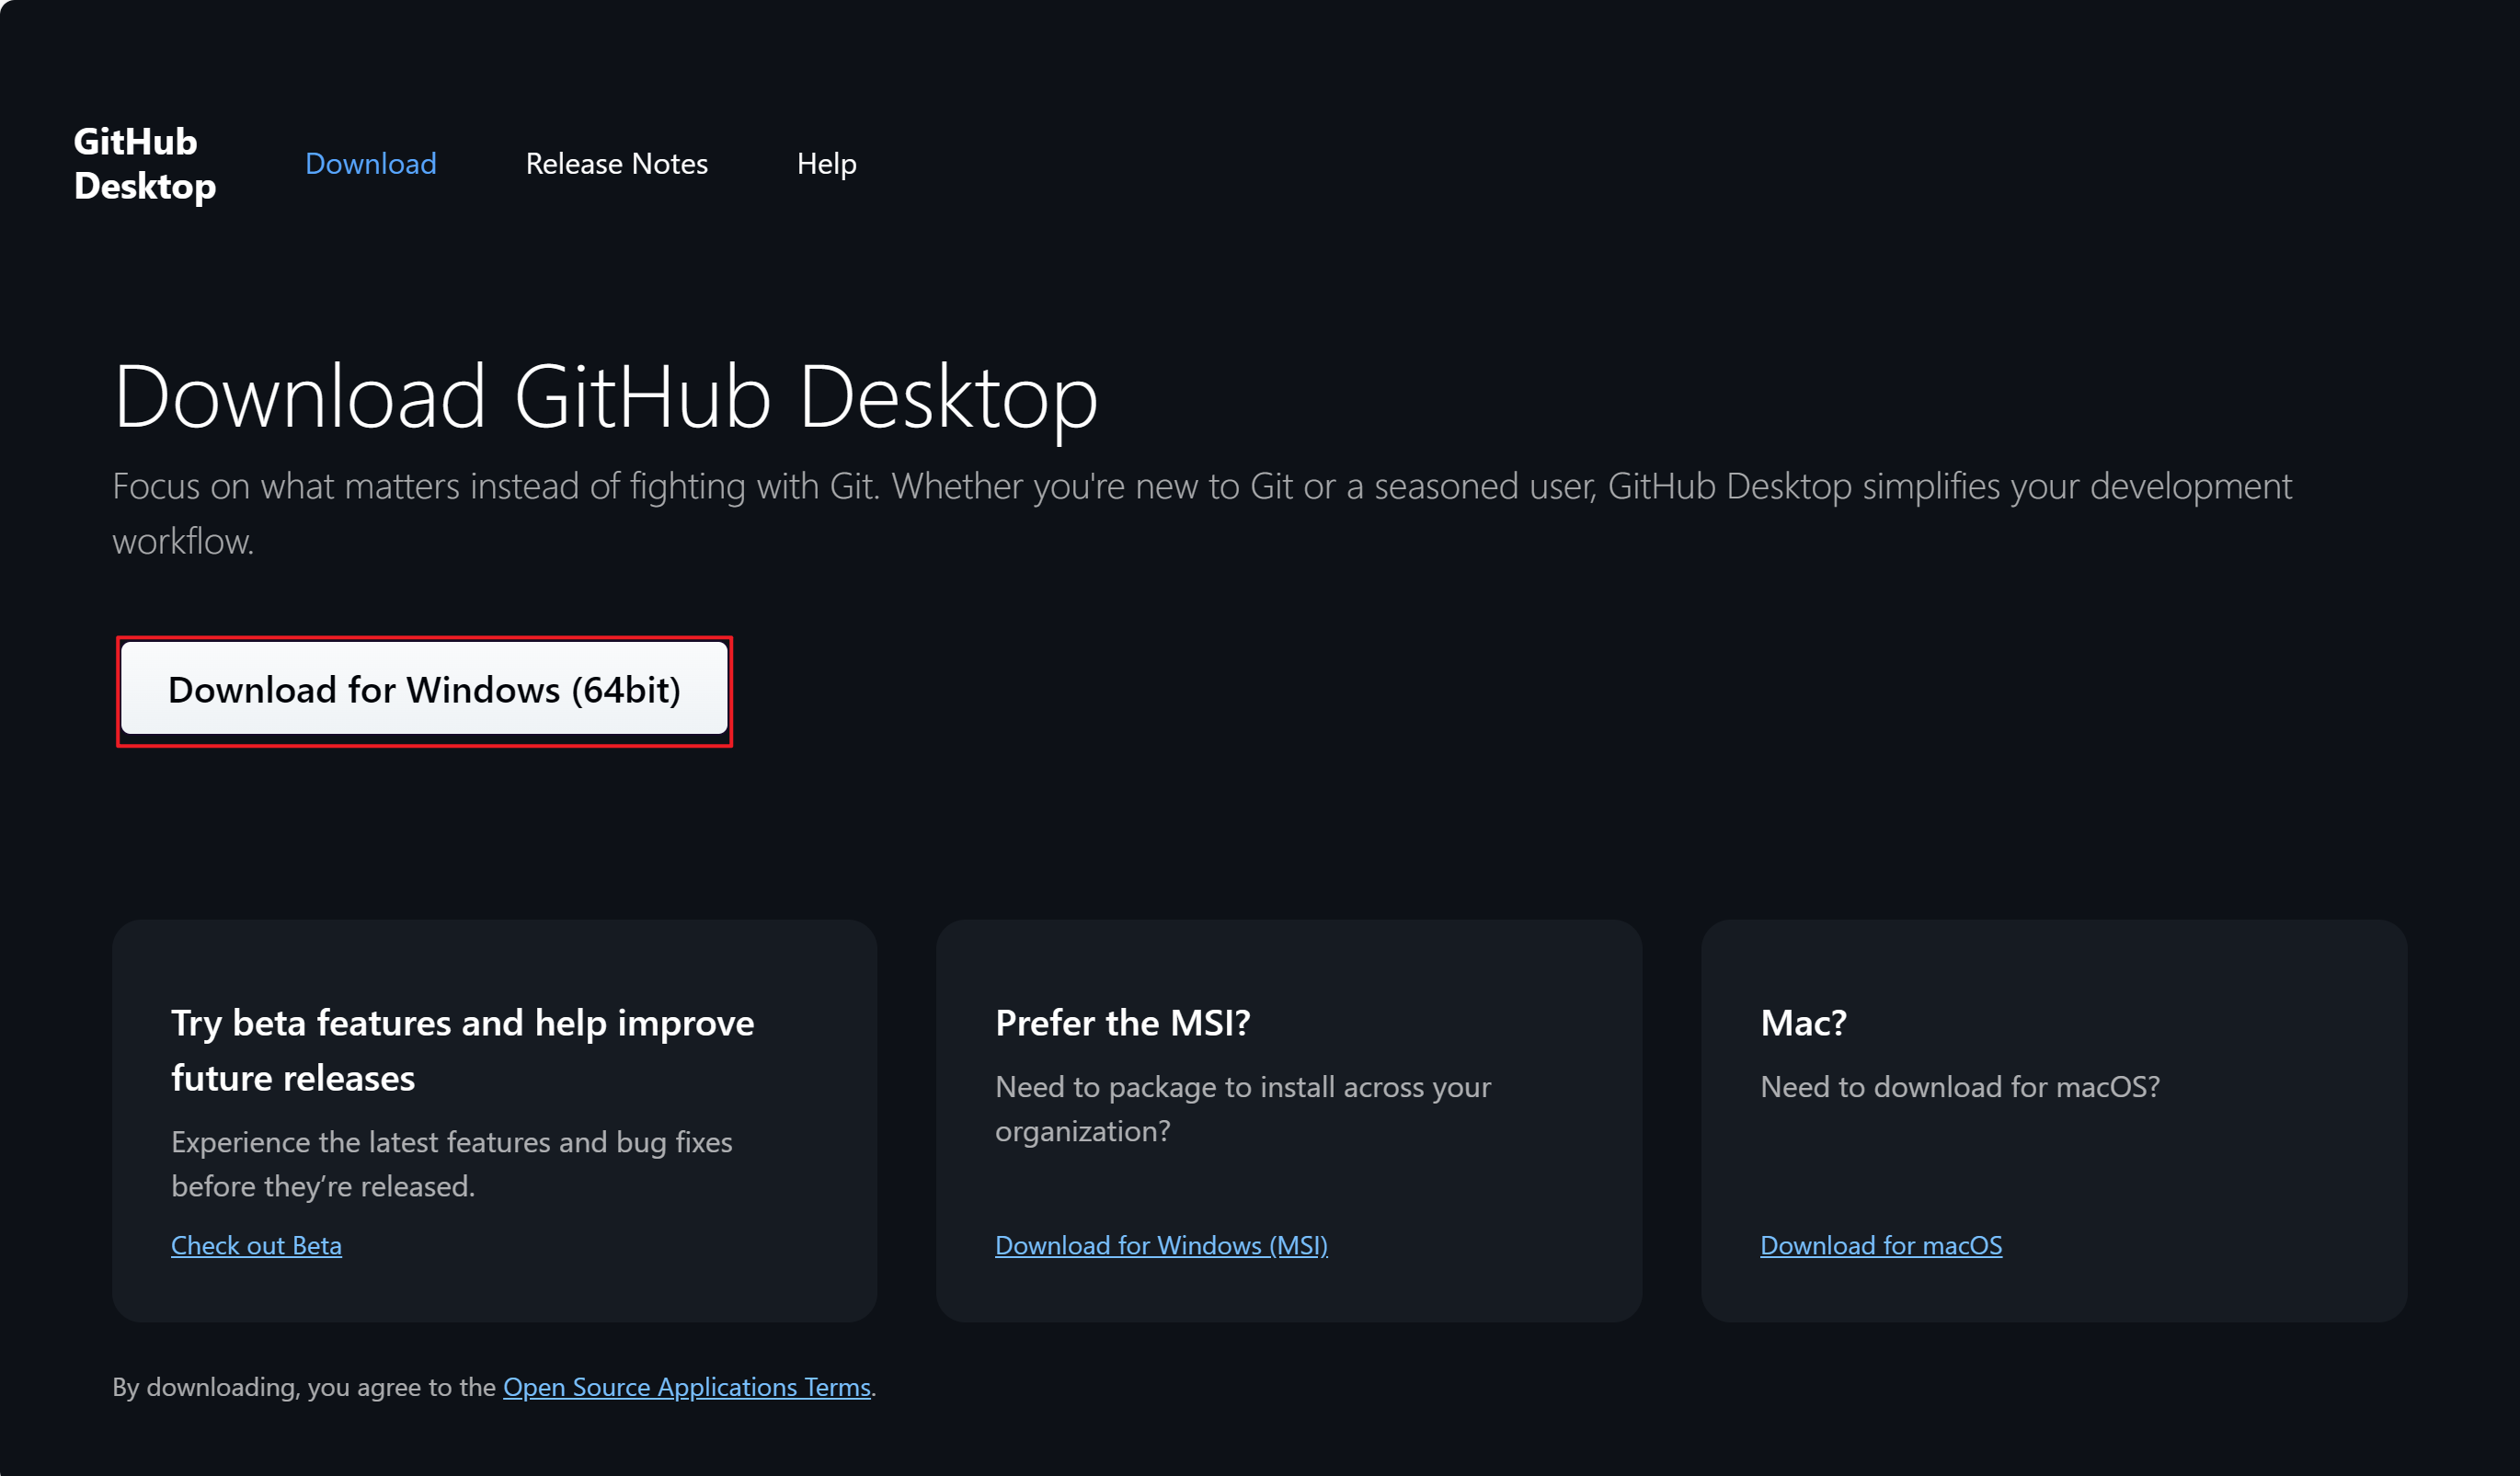 GitHub
Desktop
Download
Release Notes
Help
Download GitHub Desktop
Focus on what matters instead of fighting with Git. Whether you're new to Git or a seasoned user, GitHub Desktop simplifies your development
workflow.
Download for Windows (64bit)
Try beta features and help improve
future releases
Experience the latest features and bug fixes
before they’re released.
Check out Beta
Prefer the MSI?
Need to package to install across your
organization?
Download for Windows (MSI)
Mac?
Need to download for macOS?
Download for macOS
By downloading, you agree to the Open Source Applications Terms.